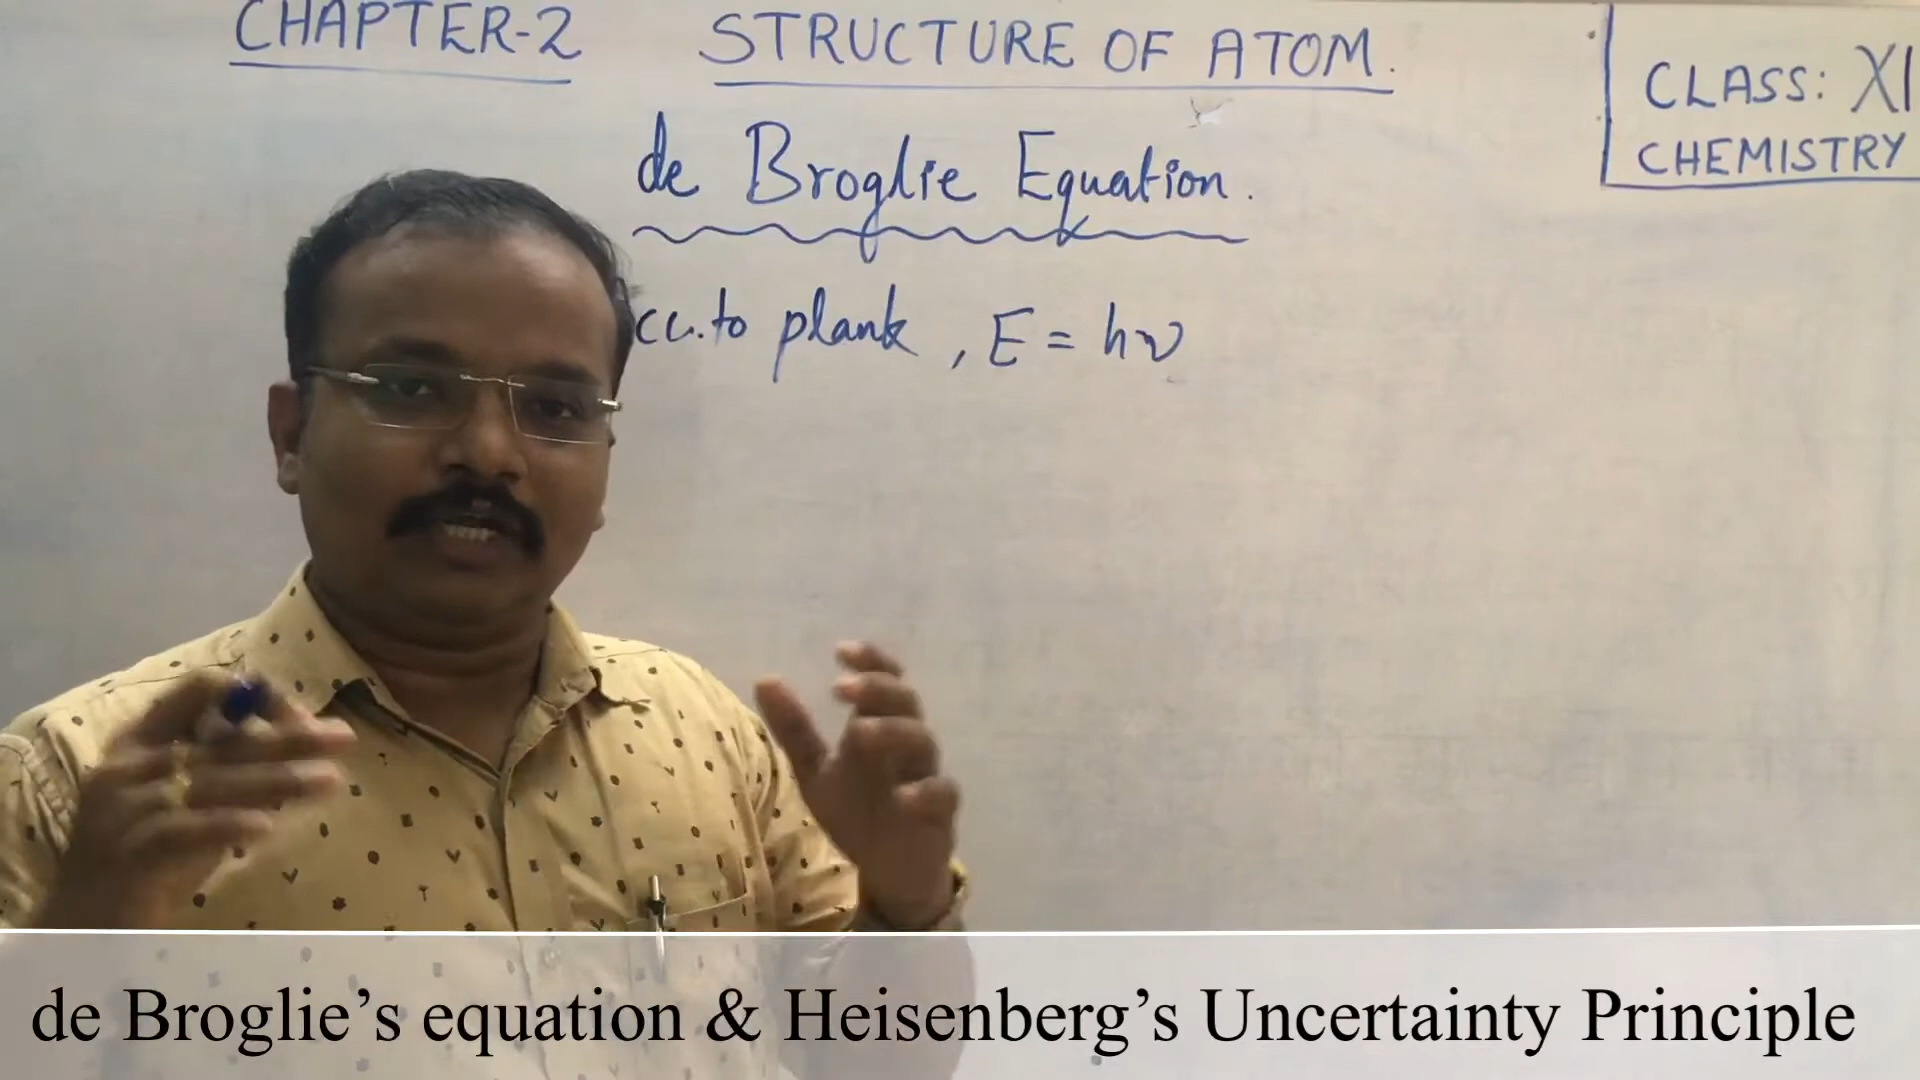 CHAPTER-2 STRUCTURE OF ATOM.
CLASS: XI
CHEMISTRY
de Broglie Equation.
cc. to plank, E = hν
de Broglie’s equation & Heisenberg’s Uncertainty Principle